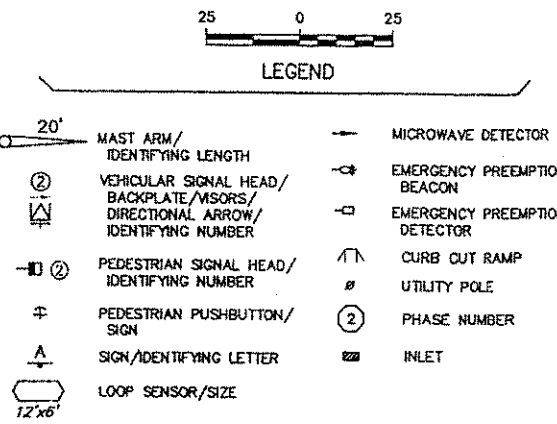 25 0 25
LEGEND
20'
MAST ARM/
IDENTIFYING LENGTH
②
VEHICULAR SIGNAL HEAD/
BACKPLATE/VISORS/
DIRECTIONAL ARROW/
IDENTIFYING NUMBER
②
PEDESTRIAN SIGNAL HEAD/
IDENTIFYING NUMBER
PEDESTRIAN PUSHBUTTON/
SIGN
A
SIGN/IDENTIFYING LETTER
LOOP SENSOR/SIZE
12'x6'
MICROWAVE DETECTOR
EMERGENCY PREEMPTIO
BEACON
EMERGENCY PREEMPTIO
DETECTOR
CURB CUT RAMP
UTILITY POLE
②
PHASE NUMBER
INLET